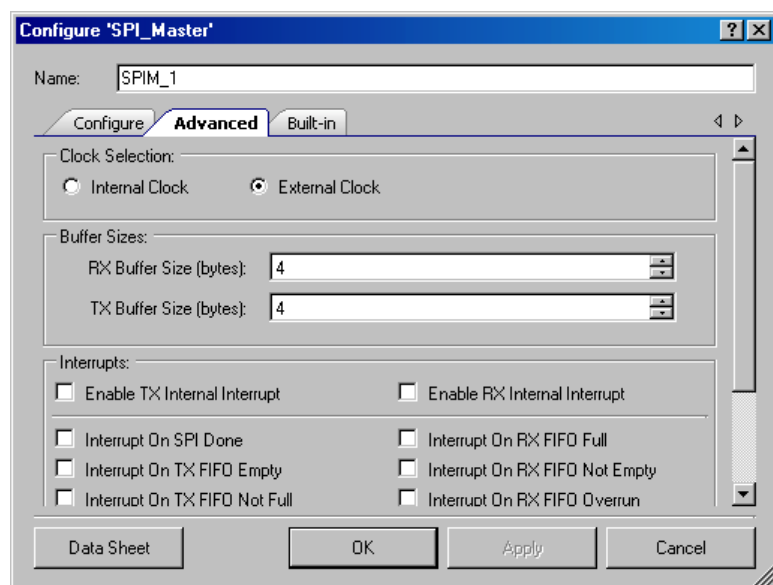 Configure 'SPI_Master'
Name: SPIM_1
Configure Advanced Built-in
Clock Selection:
Internal Clock External Clock
Buffer Sizes:
RX Buffer Size (bytes): 4
TX Buffer Size (bytes): 4
Interrupts:
Enable TX Internal Interrupt Enable RX Internal Interrupt
Interrupt On SPI Done Interrupt On RX FIFO Full
Interrupt On TX FIFO Empty Interrupt On RX FIFO Not Empty
Interrupt On TX FIFO Not Full Interrupt On RX FIFO Overrun
Data Sheet OK Apply Cancel